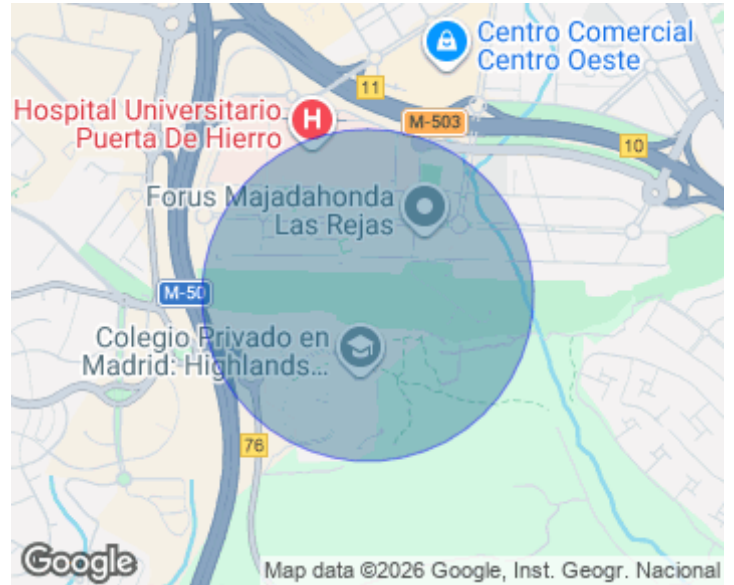 Centro Comercial
Centro Oeste
11
Hospital Universitario
Puerta De Hierro
H
M-503
10
Forus Majadahonda
Las Rejas
M-50
Colegio Privado en
Madrid: Highlands...
76
Google
Map data ©2026 Google, Inst. Geogr. Nacional